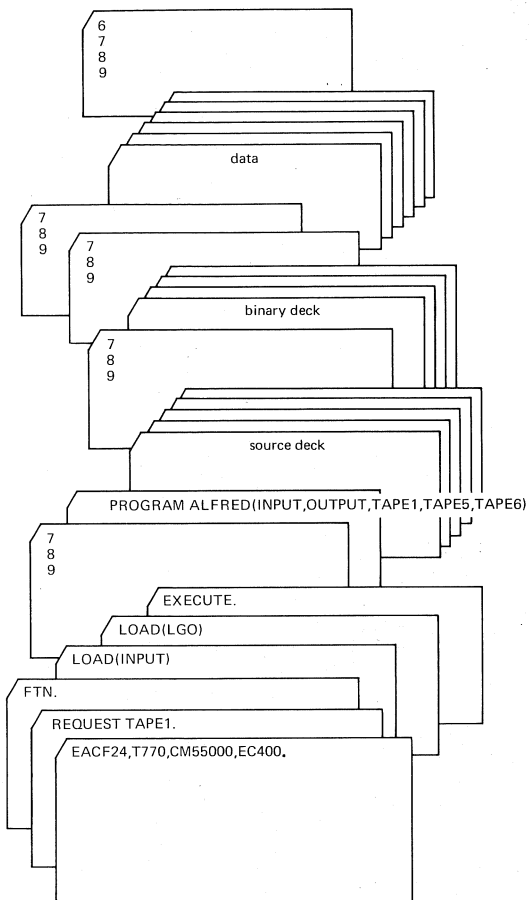 6
7
8
9
data
7
8
9
7
8
9
binary deck
7
8
9
source deck
PROGRAM ALFRED(INPUT,OUTPUT,TAPE1,TAPE5,TAPE6)
7
8
9
EXECUTE.
LOAD(LGO)
LOAD(INPUT)
FTN.
REQUEST TAPE1.
EACF24,T770,CM55000,EC400.